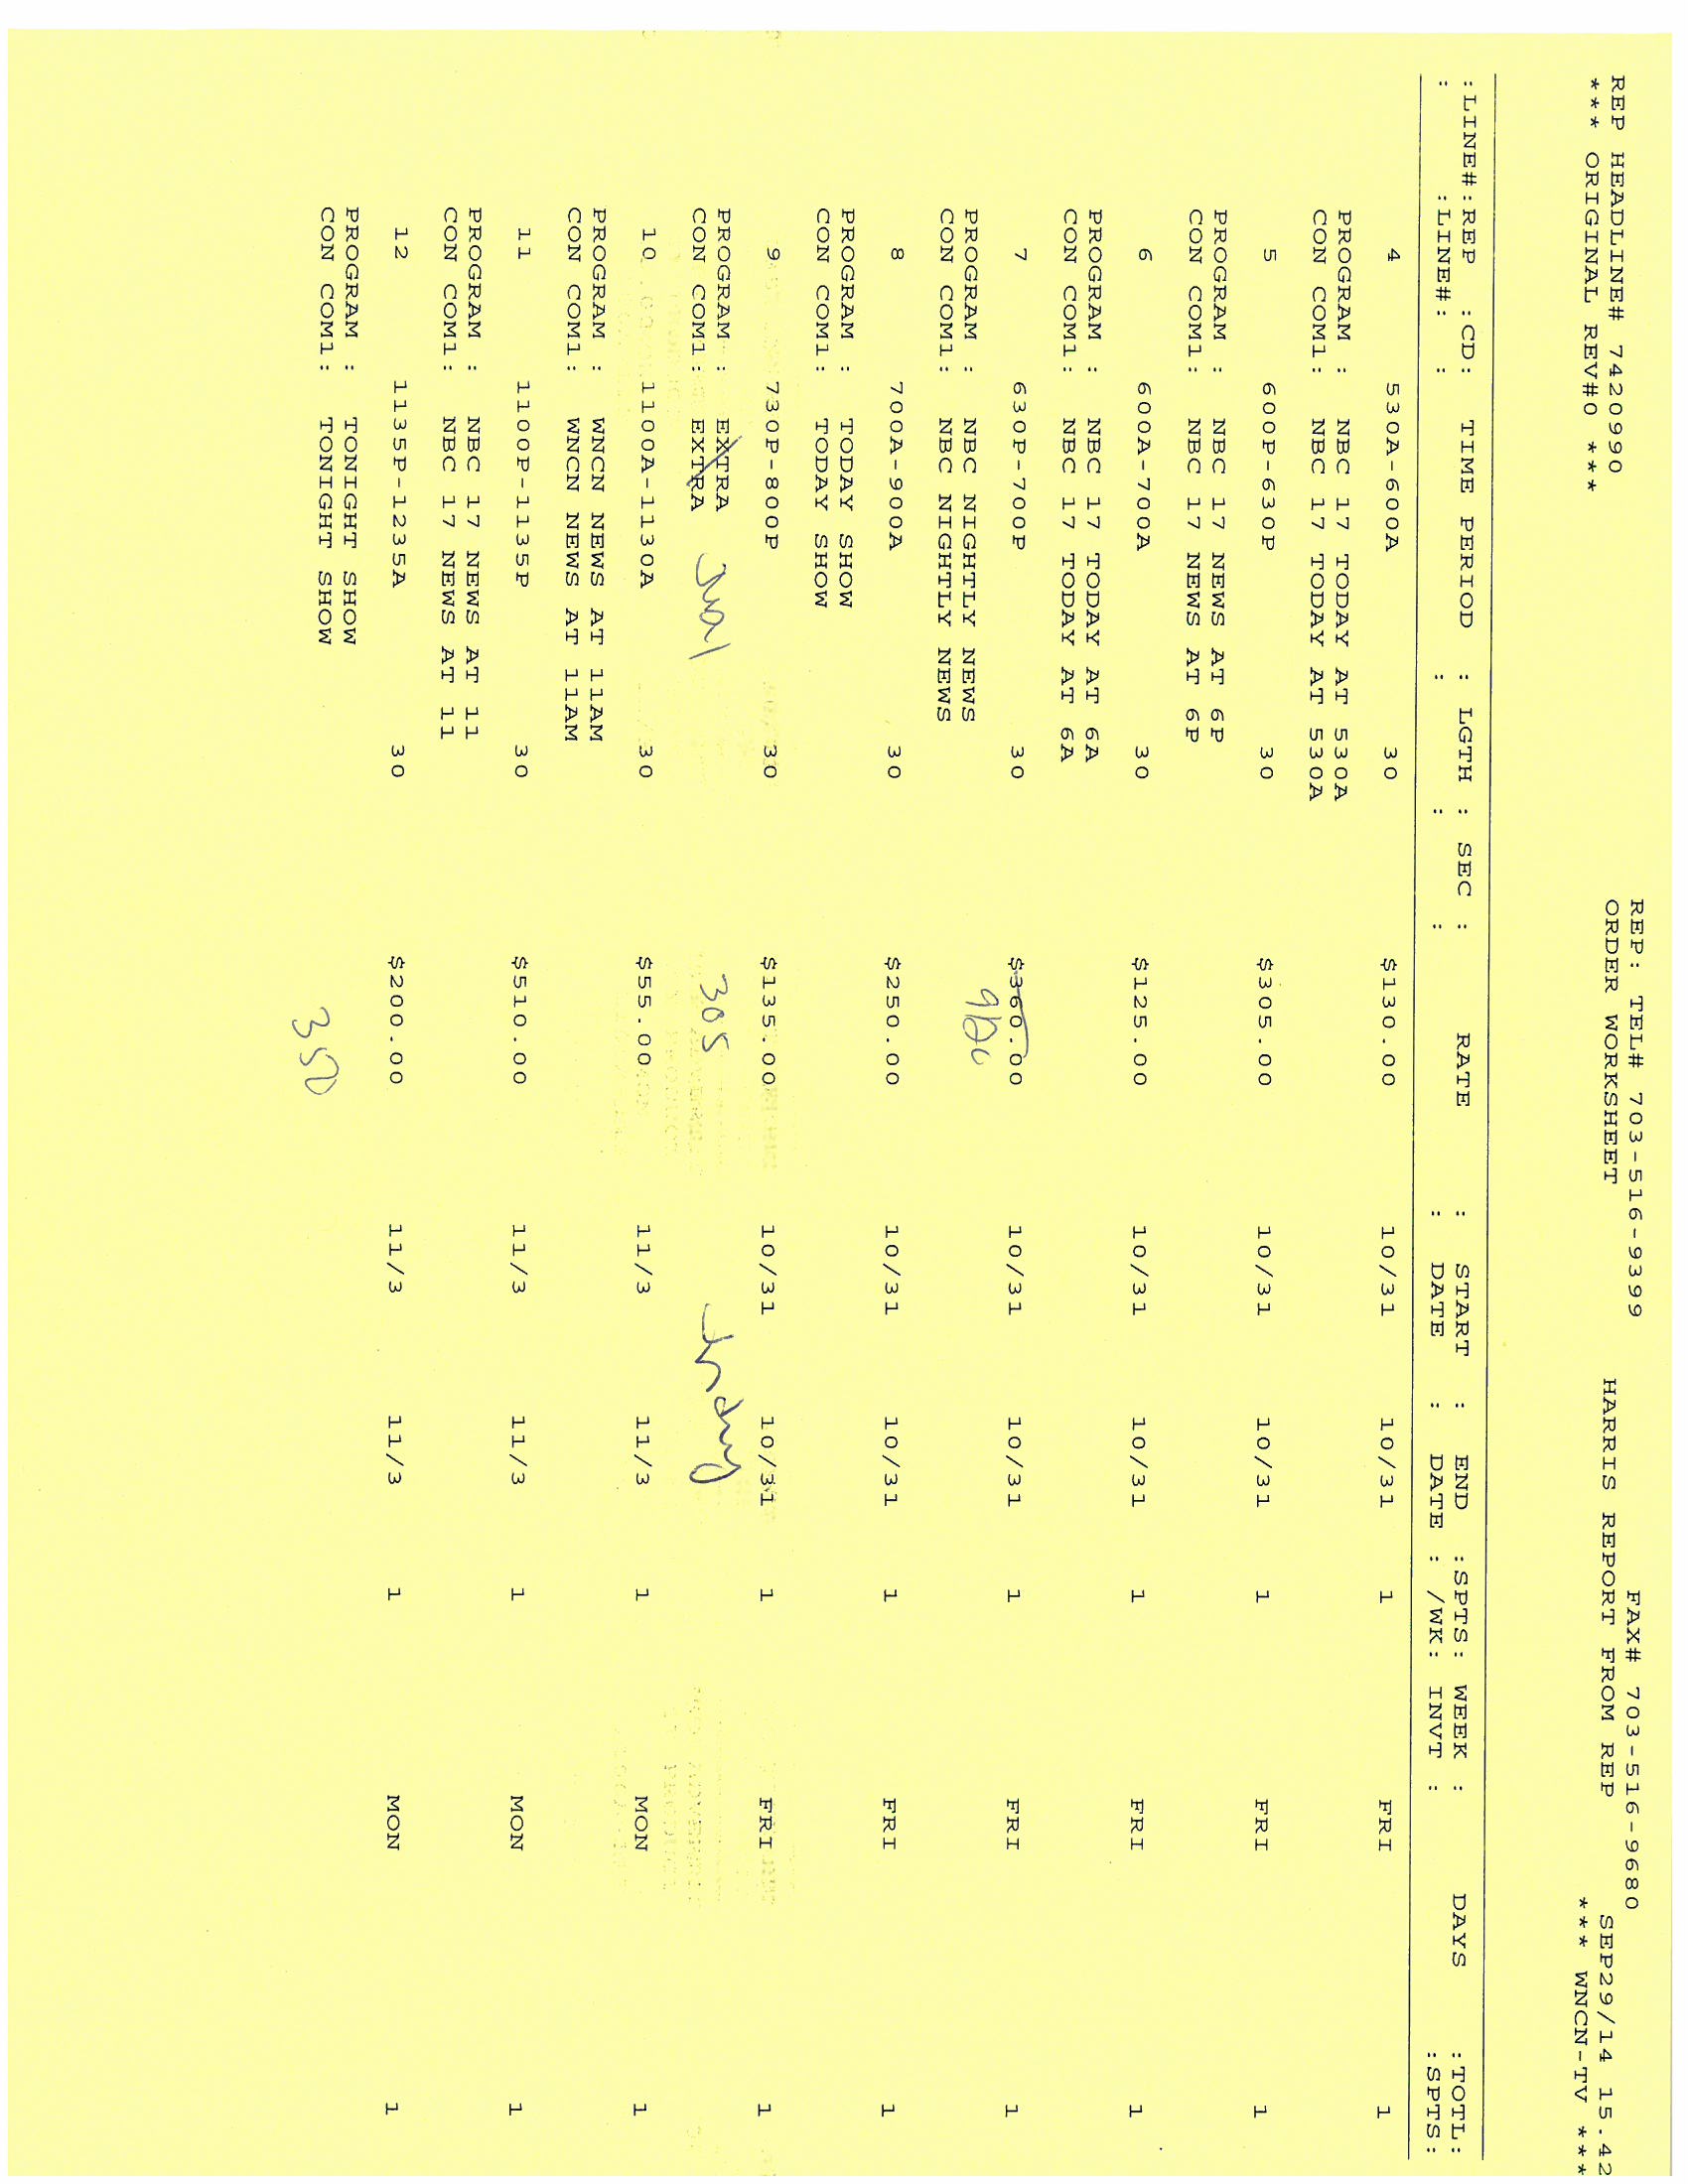 REP: TEL# 703-516-9399 FAX# 703-516-9680
REP HEADLINE# 7420990 ORDER WORKSHEET HARRIS REPORT FROM REP SEP29/14 15.42
*** ORIGINAL REV#0 *** *** WNCN-TV ***
:LINE#:REP :CD: TIME PERIOD : LGTH : SEC : RATE : START : END :SPTS: WEEK : DAYS :TOTL:
: :LINE#: : : : : : DATE : DATE : /WK: INVT : :SPTS:
4 530A-600A 30 $130.00 10/31 10/31 1 FRI 1
PROGRAM : NBC 17 TODAY AT 530A
CON COM1: NBC 17 TODAY AT 530A
5 600P-630P 30 $305.00 10/31 10/31 1 FRI 1
PROGRAM : NBC 17 NEWS AT 6P
CON COM1: NBC 17 NEWS AT 6P
6 600A-700A 30 $125.00 10/31 10/31 1 FRI 1
PROGRAM : NBC 17 TODAY AT 6A
CON COM1: NBC 17 TODAY AT 6A
7 630P-700P 30 $360.00 10/31 10/31 1 FRI 1
PROGRAM : NBC NIGHTLY NEWS
CON COM1: NBC NIGHTLY NEWS
8 700A-900A 30 $250.00 10/31 10/31 1 FRI 1
PROGRAM : TODAY SHOW
CON COM1: TODAY SHOW
9 730P-800P 30 $135.00 10/31 10/31 1 FRI 1
PROGRAM : EXTRA
CON COM1: EXTRA 305
10 1100A-1130A 30 $55.00 11/3 11/3 1 MON 1
PROGRAM : WNCN NEWS AT 11AM
CON COM1: WNCN NEWS AT 11AM
11 1100P-1135P 30 $510.00 11/3 11/3 1 MON 1
PROGRAM : NBC 17 NEWS AT 11
CON COM1: NBC 17 NEWS AT 11
12 1135P-1235A 30 $200.00 11/3 11/3 1 MON 1
PROGRAM : TONIGHT SHOW
CON COM1: TONIGHT SHOW
350